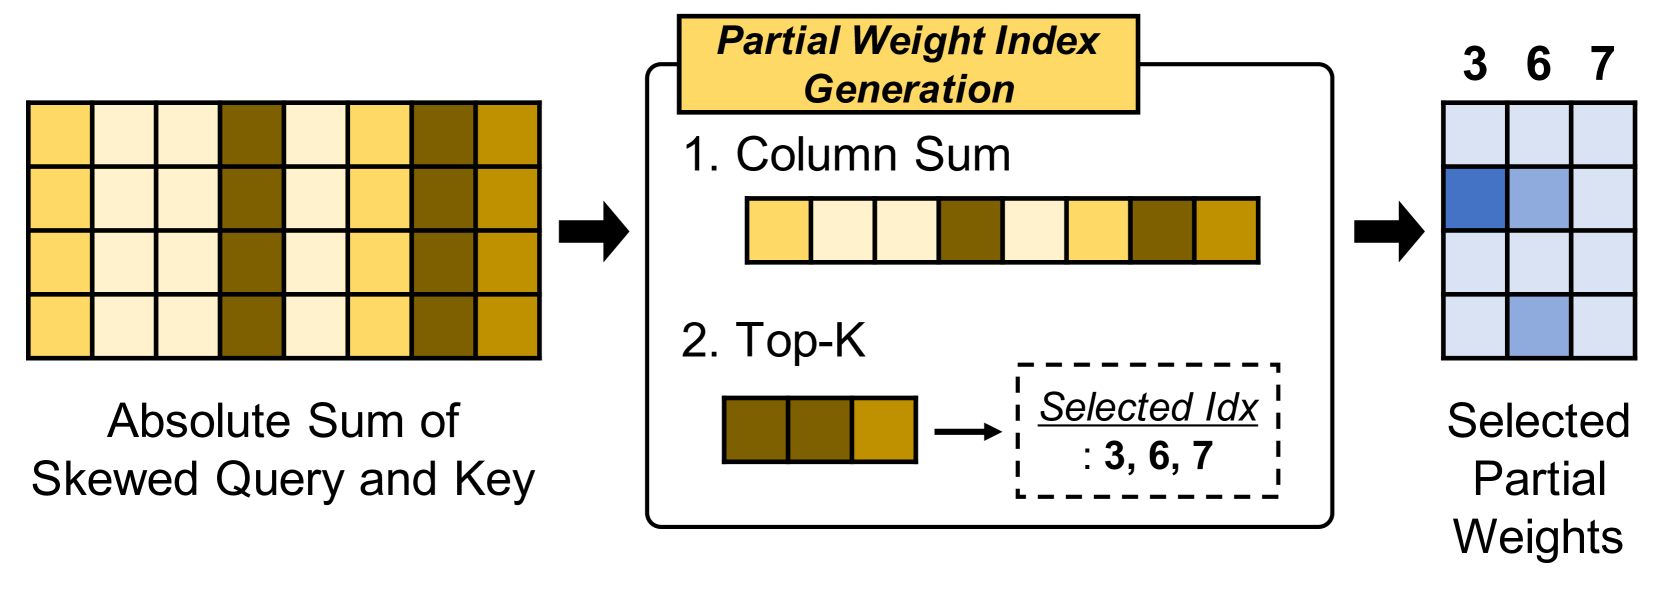 Partial Weight Index
Generation
1. Column Sum
2. Top-K
Selected Idx
: 3, 6, 7
Absolute Sum of
Skewed Query and Key
3 6 7
Selected
Partial
Weights